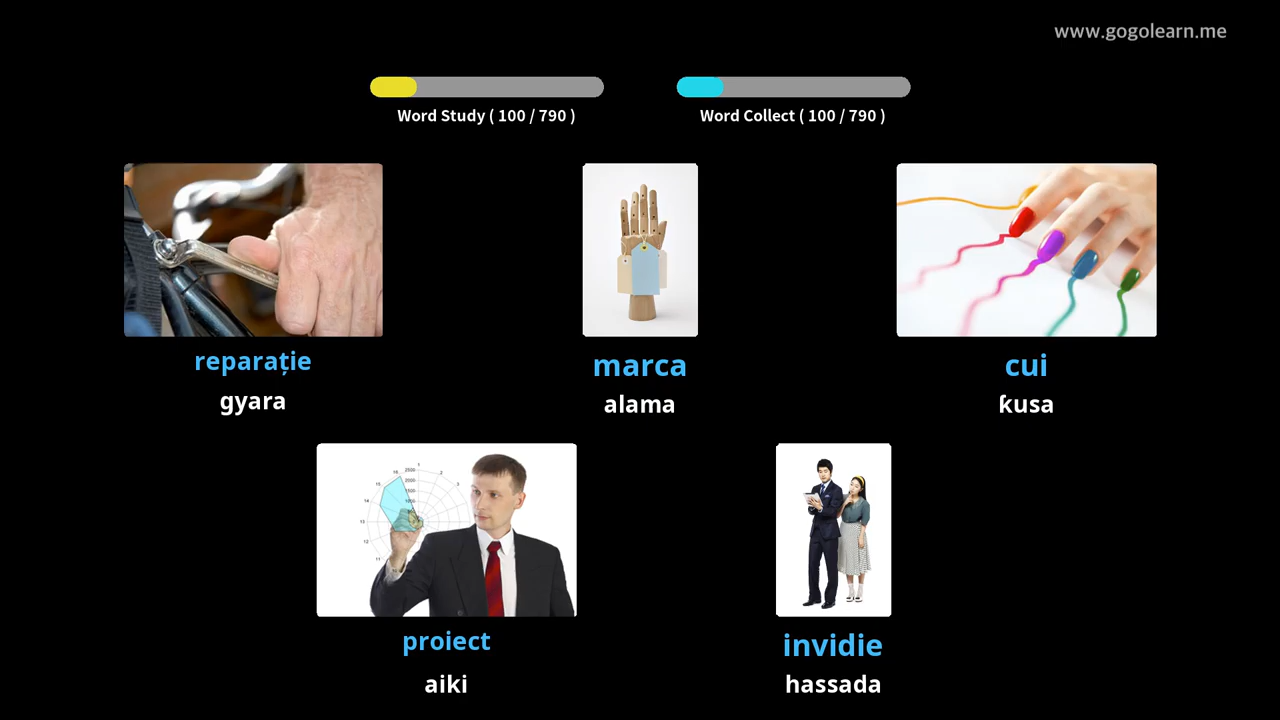 www.gogolearn.me
Word Study ( 100 / 790 )
Word Collect ( 100 / 790 )
reparație
gyara
marca
alama
cui
ƙusa
proiect
aiki
invidie
hassada